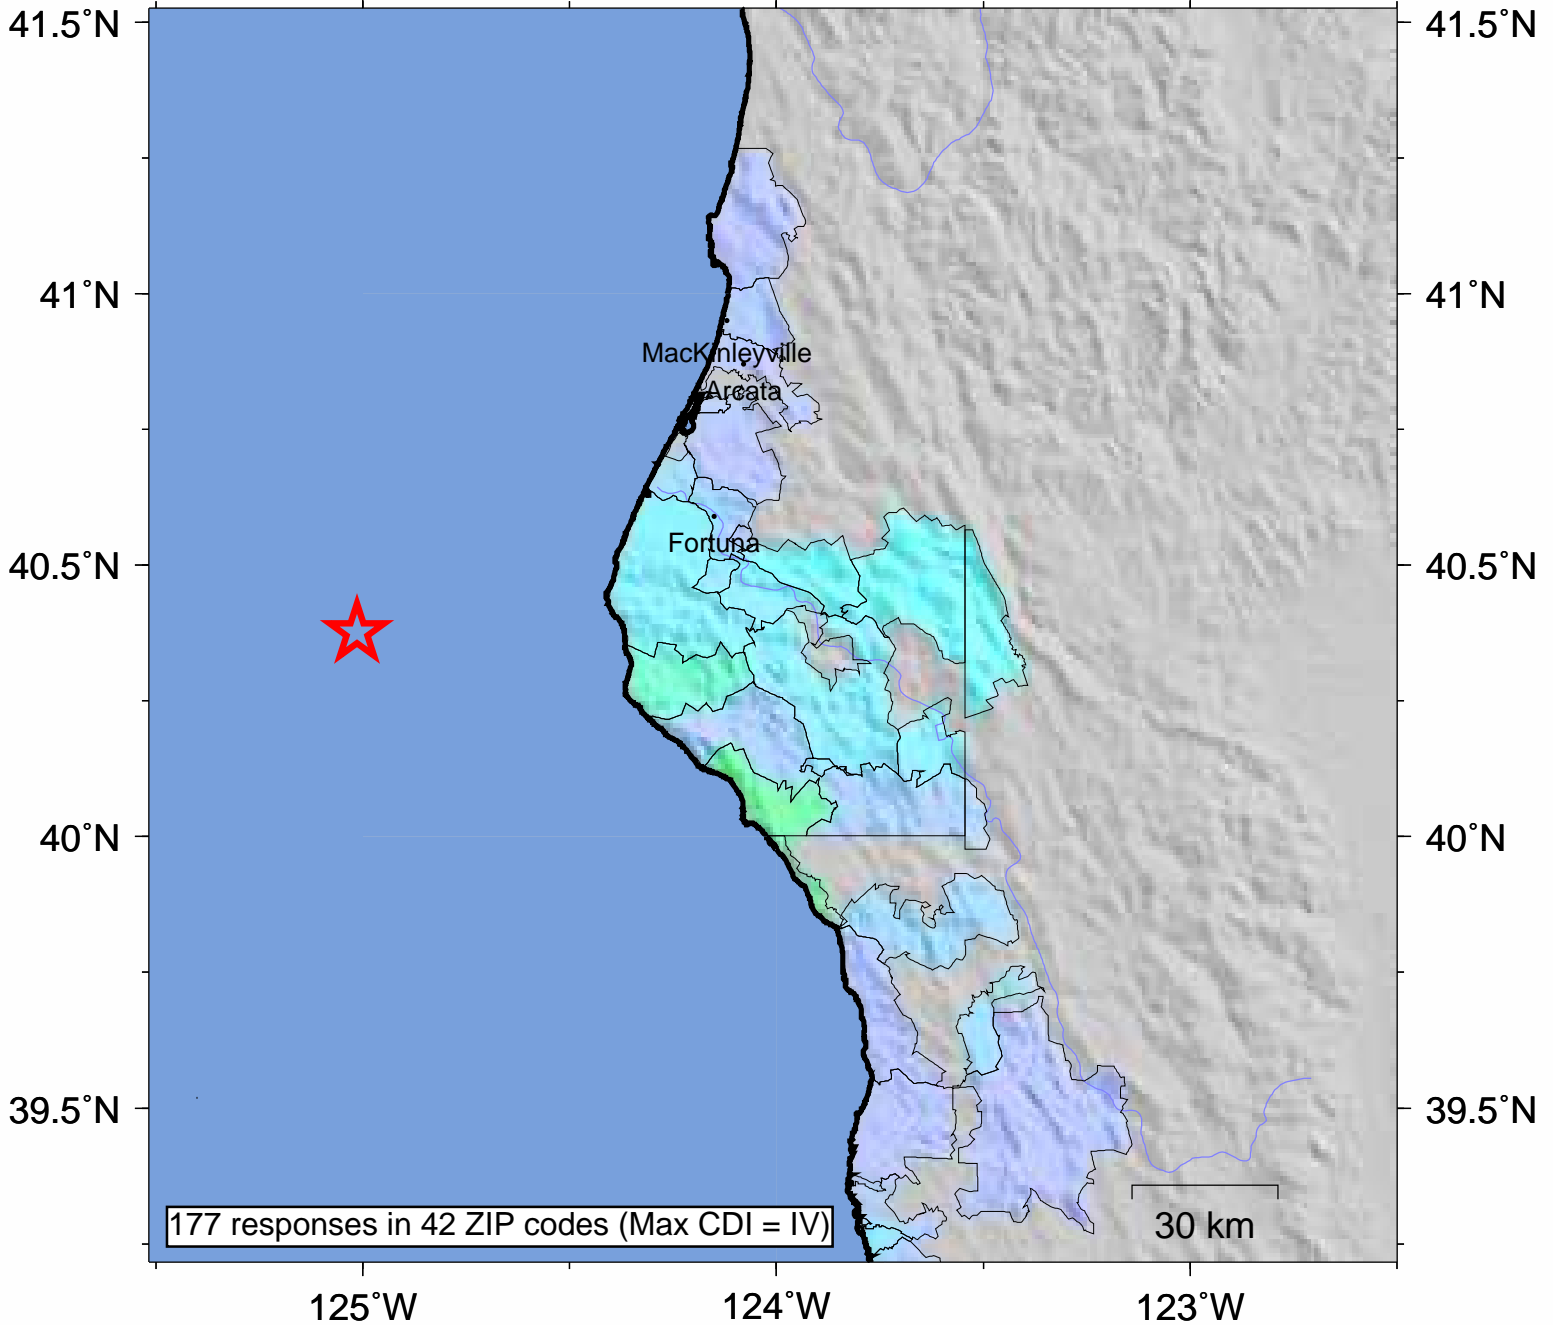 41.5˚N 41.5˚N
41˚N 41˚N
MacKinleyville
Arcata
Fortuna
40.5˚N 40.5˚N
40˚N 40˚N
39.5˚N 39.5˚N
177 responses in 42 ZIP codes (Max CDI = IV)
30 km
125˚W 124˚W 123˚W